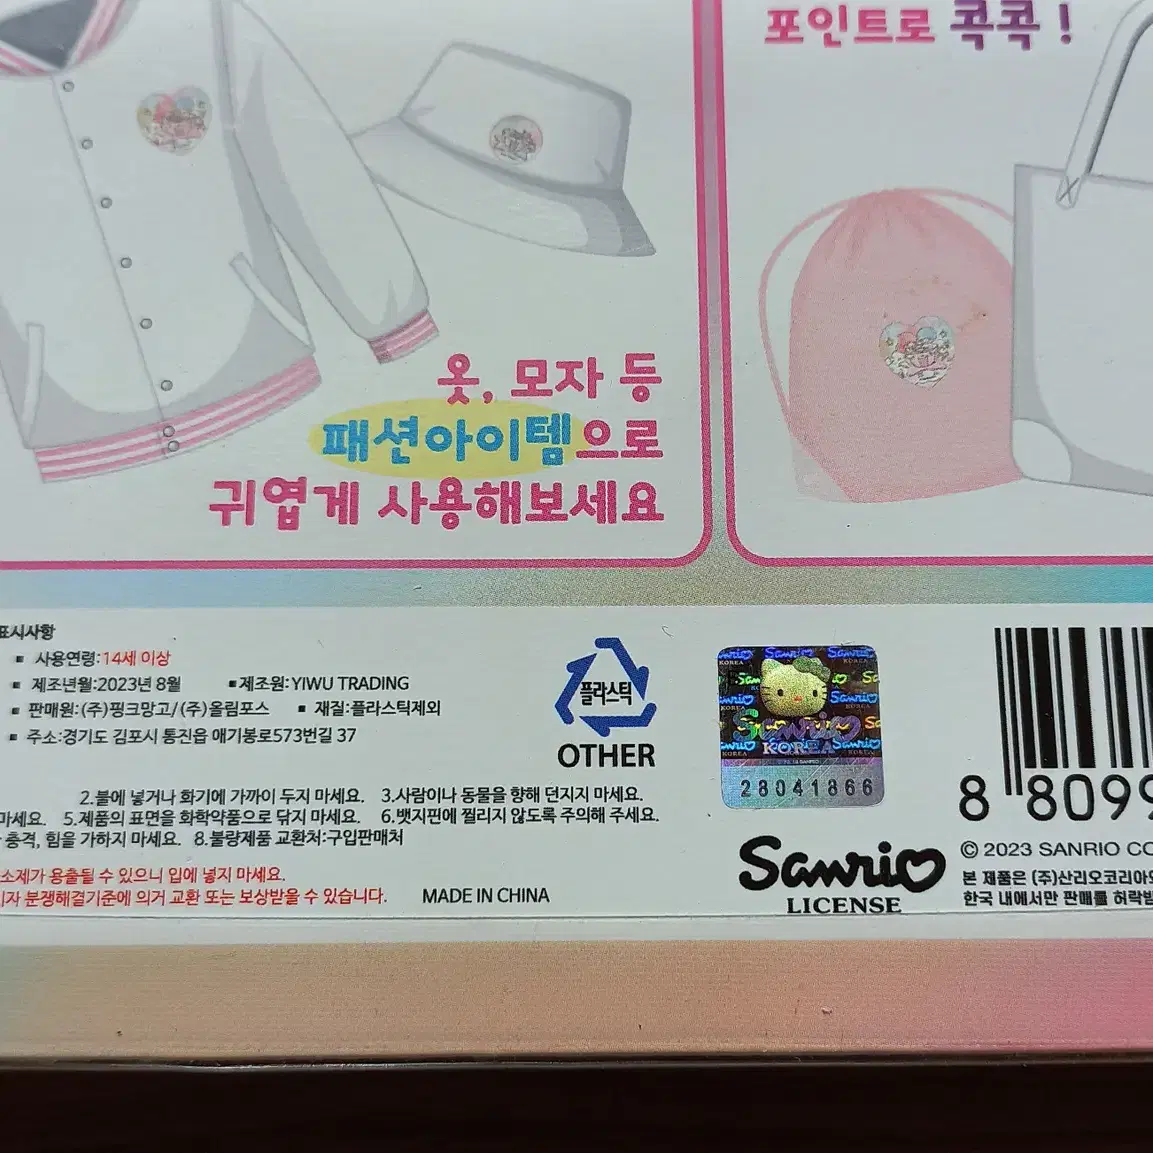 포인트로 콕콕!
옷, 모자 등
패션아이템으로
귀엽게 사용해보세요
표시사항
▪ 사용연령:14세 이상
▪ 제조년월:2023년 8월 ▪제조원:YIWU TRADING
▪ 판매원:(주)핑크망고/(주)올림포스 ▪ 재질:플라스틱제외
▪ 주소:경기도 김포시 통진읍 애기봉로573번길 37
2.불에 넣거나 화기에 가까이 두지 마세요. 3.사람이나 동물을 향해 던지지 마세요.
마세요. 5.제품의 표면을 화학약품으로 닦지 마세요. 6.뱃지핀에 찔리지 않도록 주의해 주세요.
충격, 힘을 가하지 마세요. 8.불량제품 교환처:구입판매처
소제가 용출될 수 있으니 입에 넣지 마세요.
분쟁해결기준에 의거 교환 또는 보상받을 수 있습니다.
MADE IN CHINA
플라스틱
OTHER
Sanrio
KOREA
28041866
Sanrio
LICENSE
8 8099
© 2023 SANRIO CO
본 제품은 (주)산리오코리아와
한국 내에서만 판매를 허락받